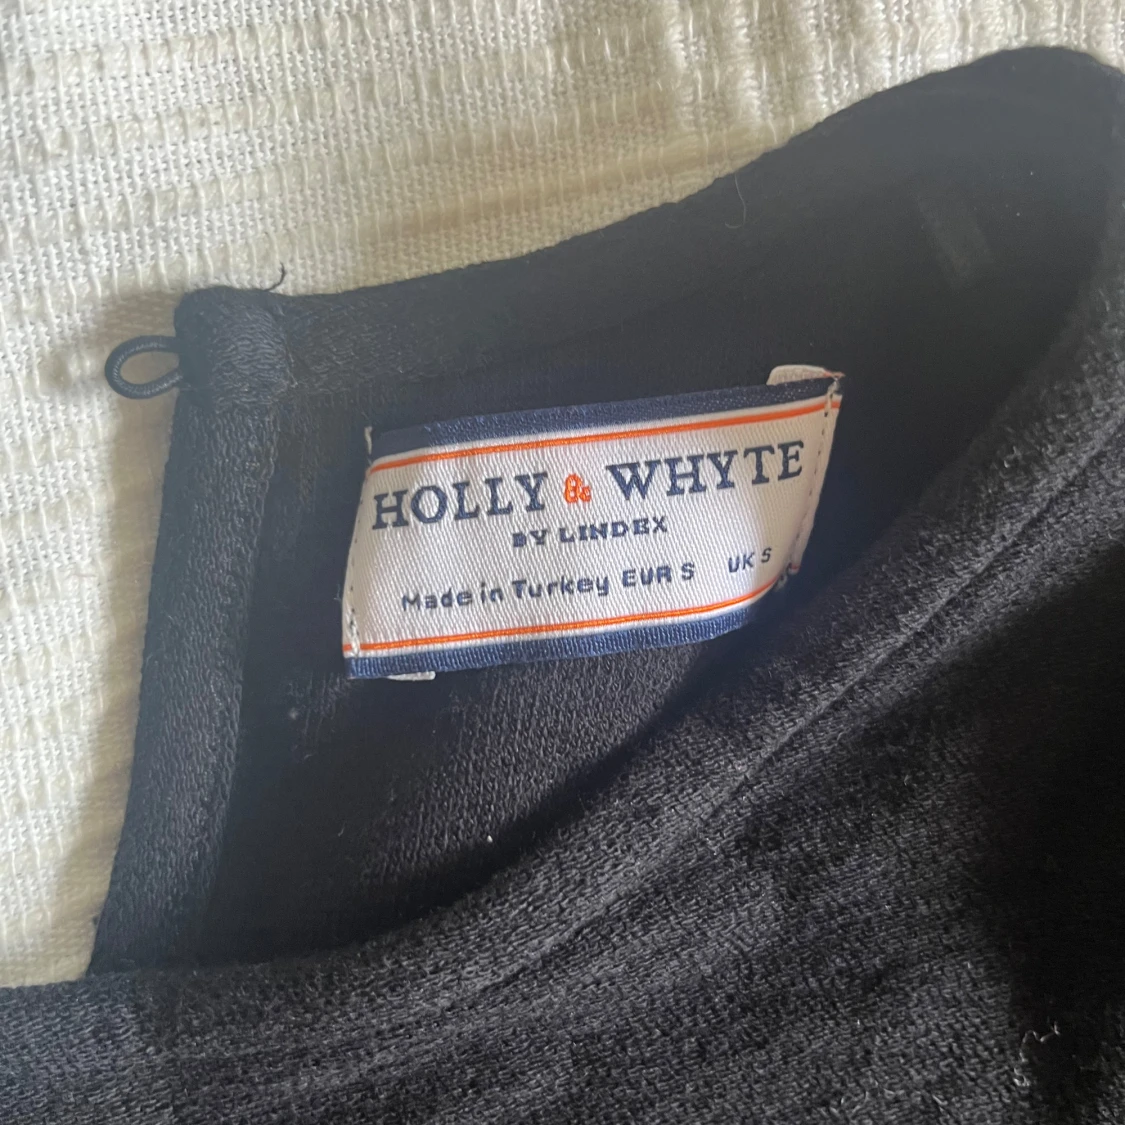 HOLLY & WHYTE
BY LINDEX
Made in Turkey EUR S UK S